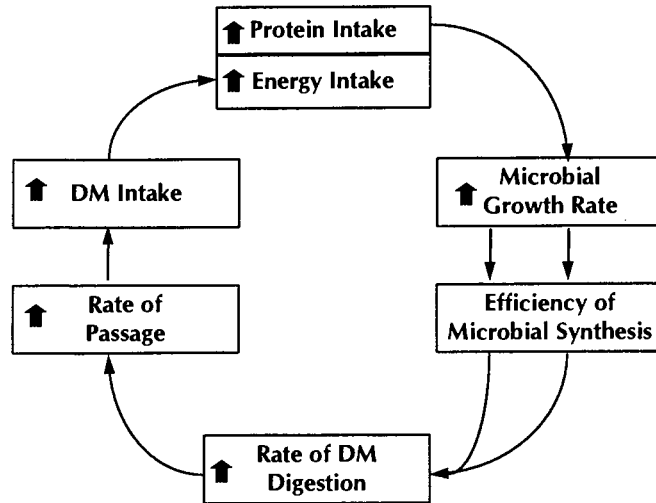 Protein Intake
Energy Intake
Microbial
Growth Rate
Efficiency of
Microbial Synthesis
Rate of DM
Digestion
Rate of
Passage
DM Intake